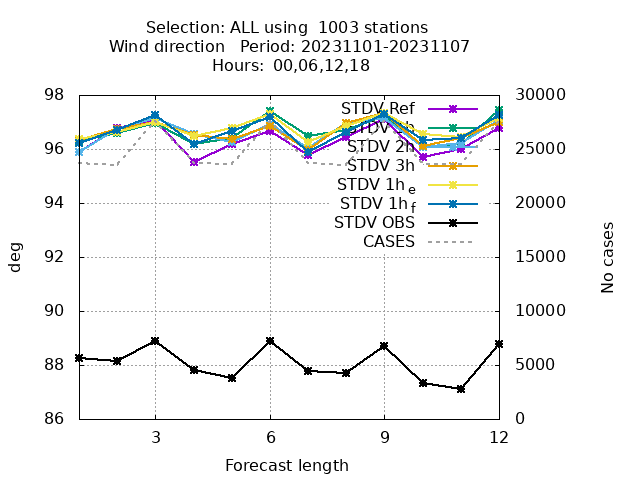 Selection: ALL using 1003 stations
Wind direction Period: 20231101-20231107
Hours: 00,06,12,18
98
96
94
92
90
88
86
30000
25000
20000
15000
10000
5000
0
3
6
9
12
deg
No cases
Forecast length
STDV Ref
STDV
STDV 2h
STDV 3h
STDV 1h e
STDV 1h f
STDV OBS
CASES